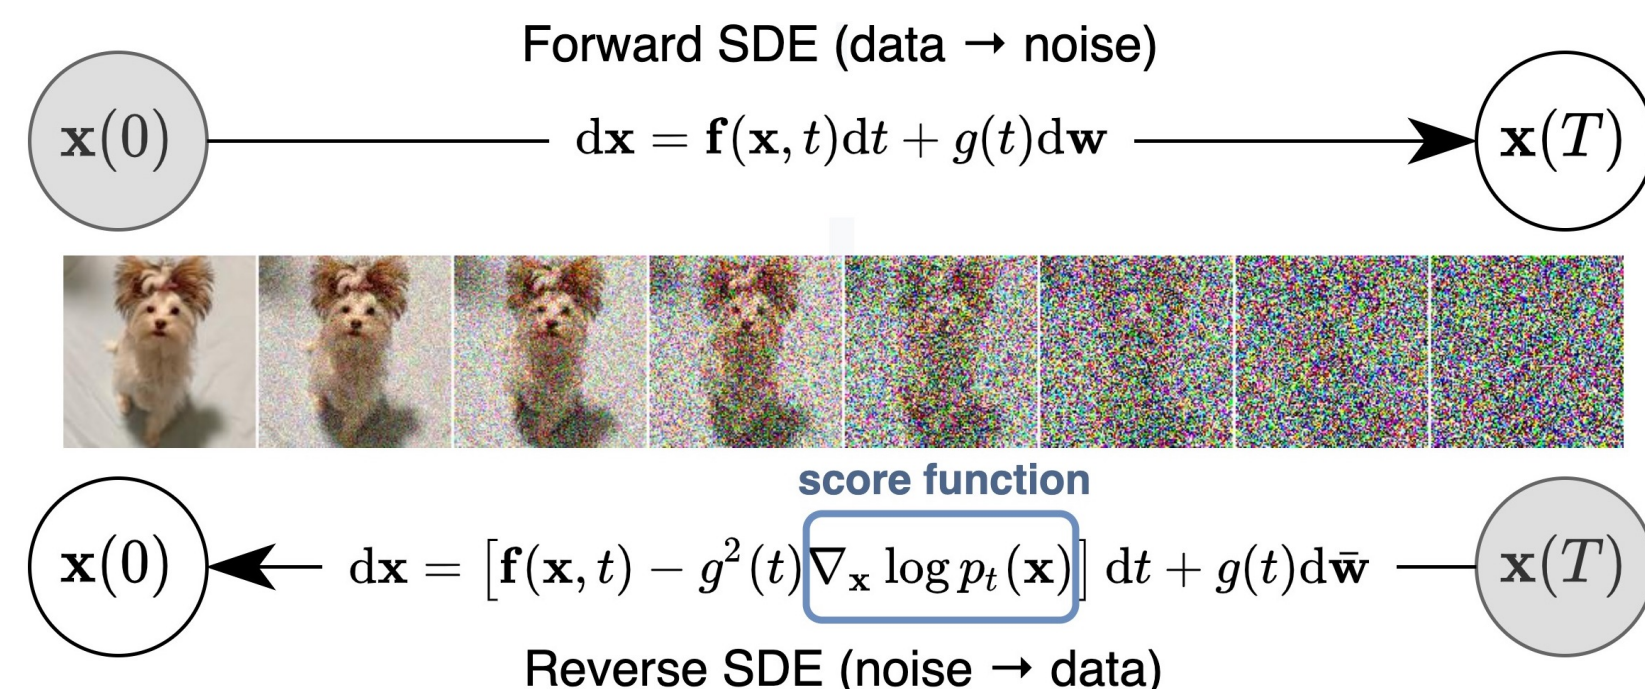 Forward SDE (data → noise)
x(0) dx = f(x, t)dt + g(t)dw x(T)
score function
x(0) dx = [f(x, t) − g²(t)∇ₓ log pₜ(x)] dt + g(t)dw̄ x(T)
Reverse SDE (noise → data)